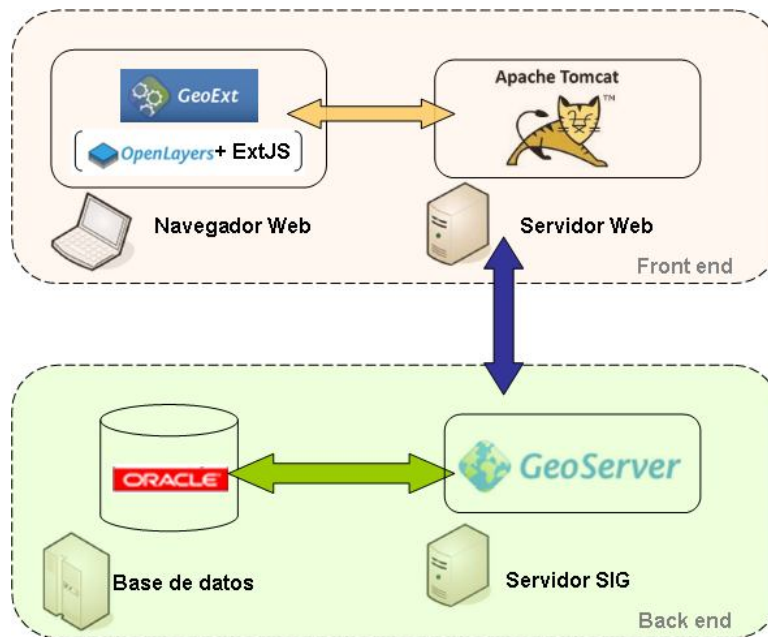 GeoExt
Apache Tomcat
TM
OpenLayers + ExtJS
Navegador Web
Servidor Web
Front end
ORACLE
GeoServer
Base de datos
Servidor SIG
Back end